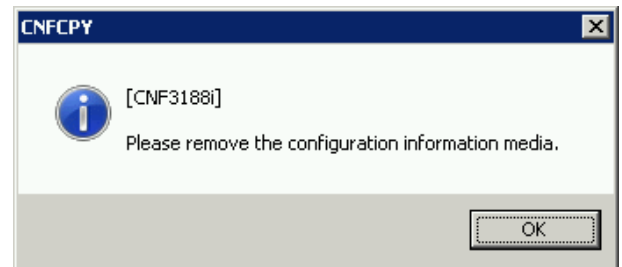 CNFCPY
[CNF3188i]
Please remove the configuration information media.
OK